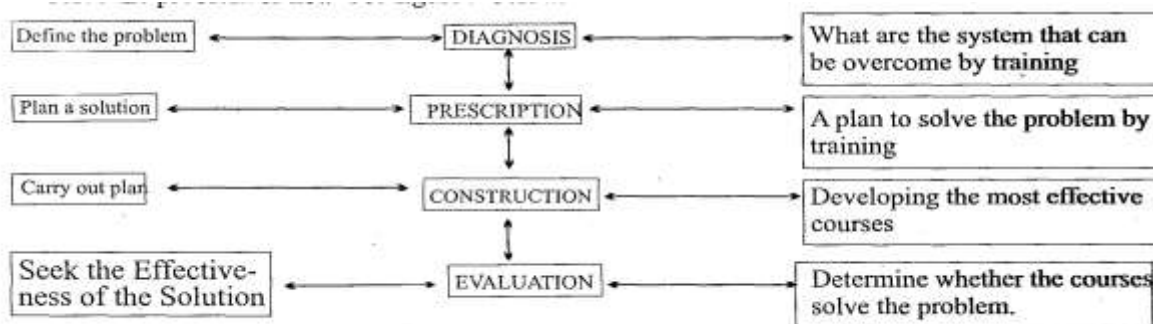 Define the problem
DIAGNOSIS
What are the system that can
be overcome by training
Plan a solution
PRESCRIPTION
A plan to solve the problem by
training
Carry out plan
CONSTRUCTION
Developing the most effective
courses
Seek the Effective-
ness of the Solution
EVALUATION
Determine whether the courses
solve the problem.